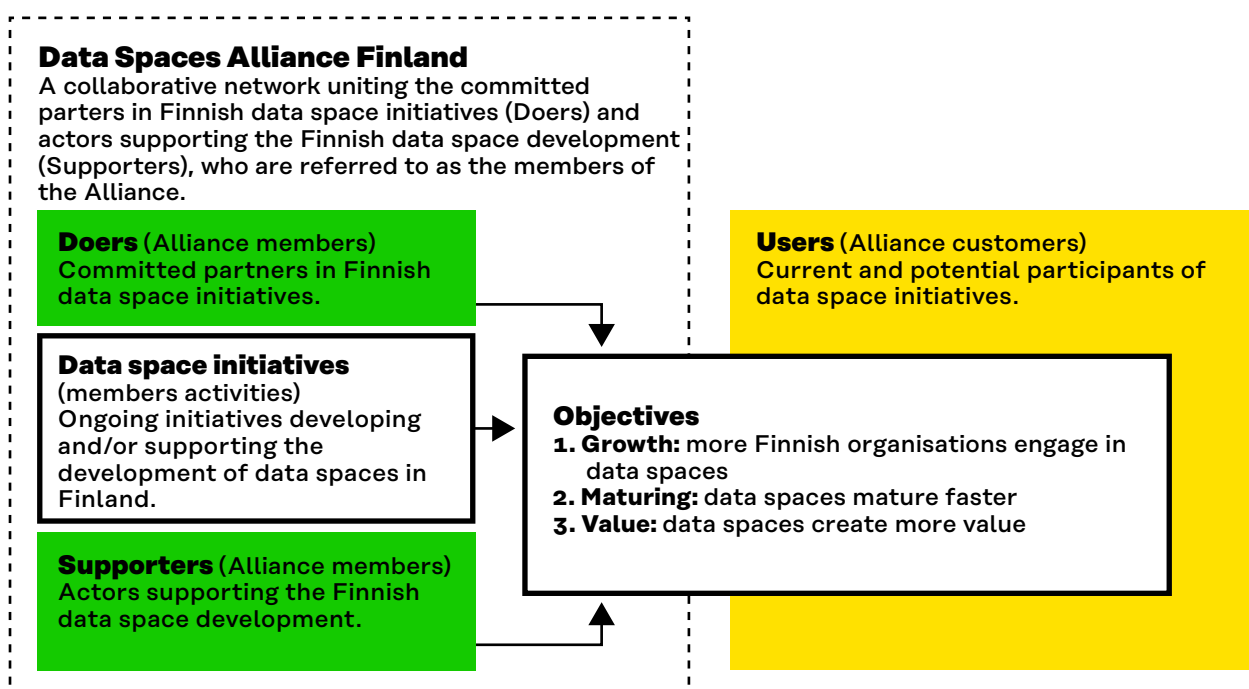 Data Spaces Alliance Finland
A collaborative network uniting the committed
parters in Finnish data space initiatives (Doers) and
actors supporting the Finnish data space development
(Supporters), who are referred to as the members of
the Alliance.
Doers (Alliance members)
Committed partners in Finnish
data space initiatives.
Data space initiatives
(members activities)
Ongoing initiatives developing
and/or supporting the
development of data spaces in
Finland.
Supporters (Alliance members)
Actors supporting the Finnish
data space development.
Users (Alliance customers)
Current and potential participants of
data space initiatives.
Objectives
1. Growth: more Finnish organisations engage in
data spaces
2. Maturing: data spaces mature faster
3. Value: data spaces create more value